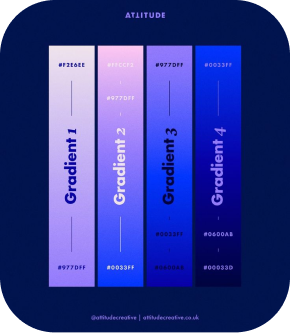 ATTITUDE
#F2E6EE
#977DFF
Gradient 1
#FFCCF2
#977DFF
#0033FF
Gradient 2
#977DFF
#0033FF
#0600AB
Gradient 3
#0033FF
#0600AB
#00033D
Gradient 4
@attitudecreative | attitudecreative.co.uk